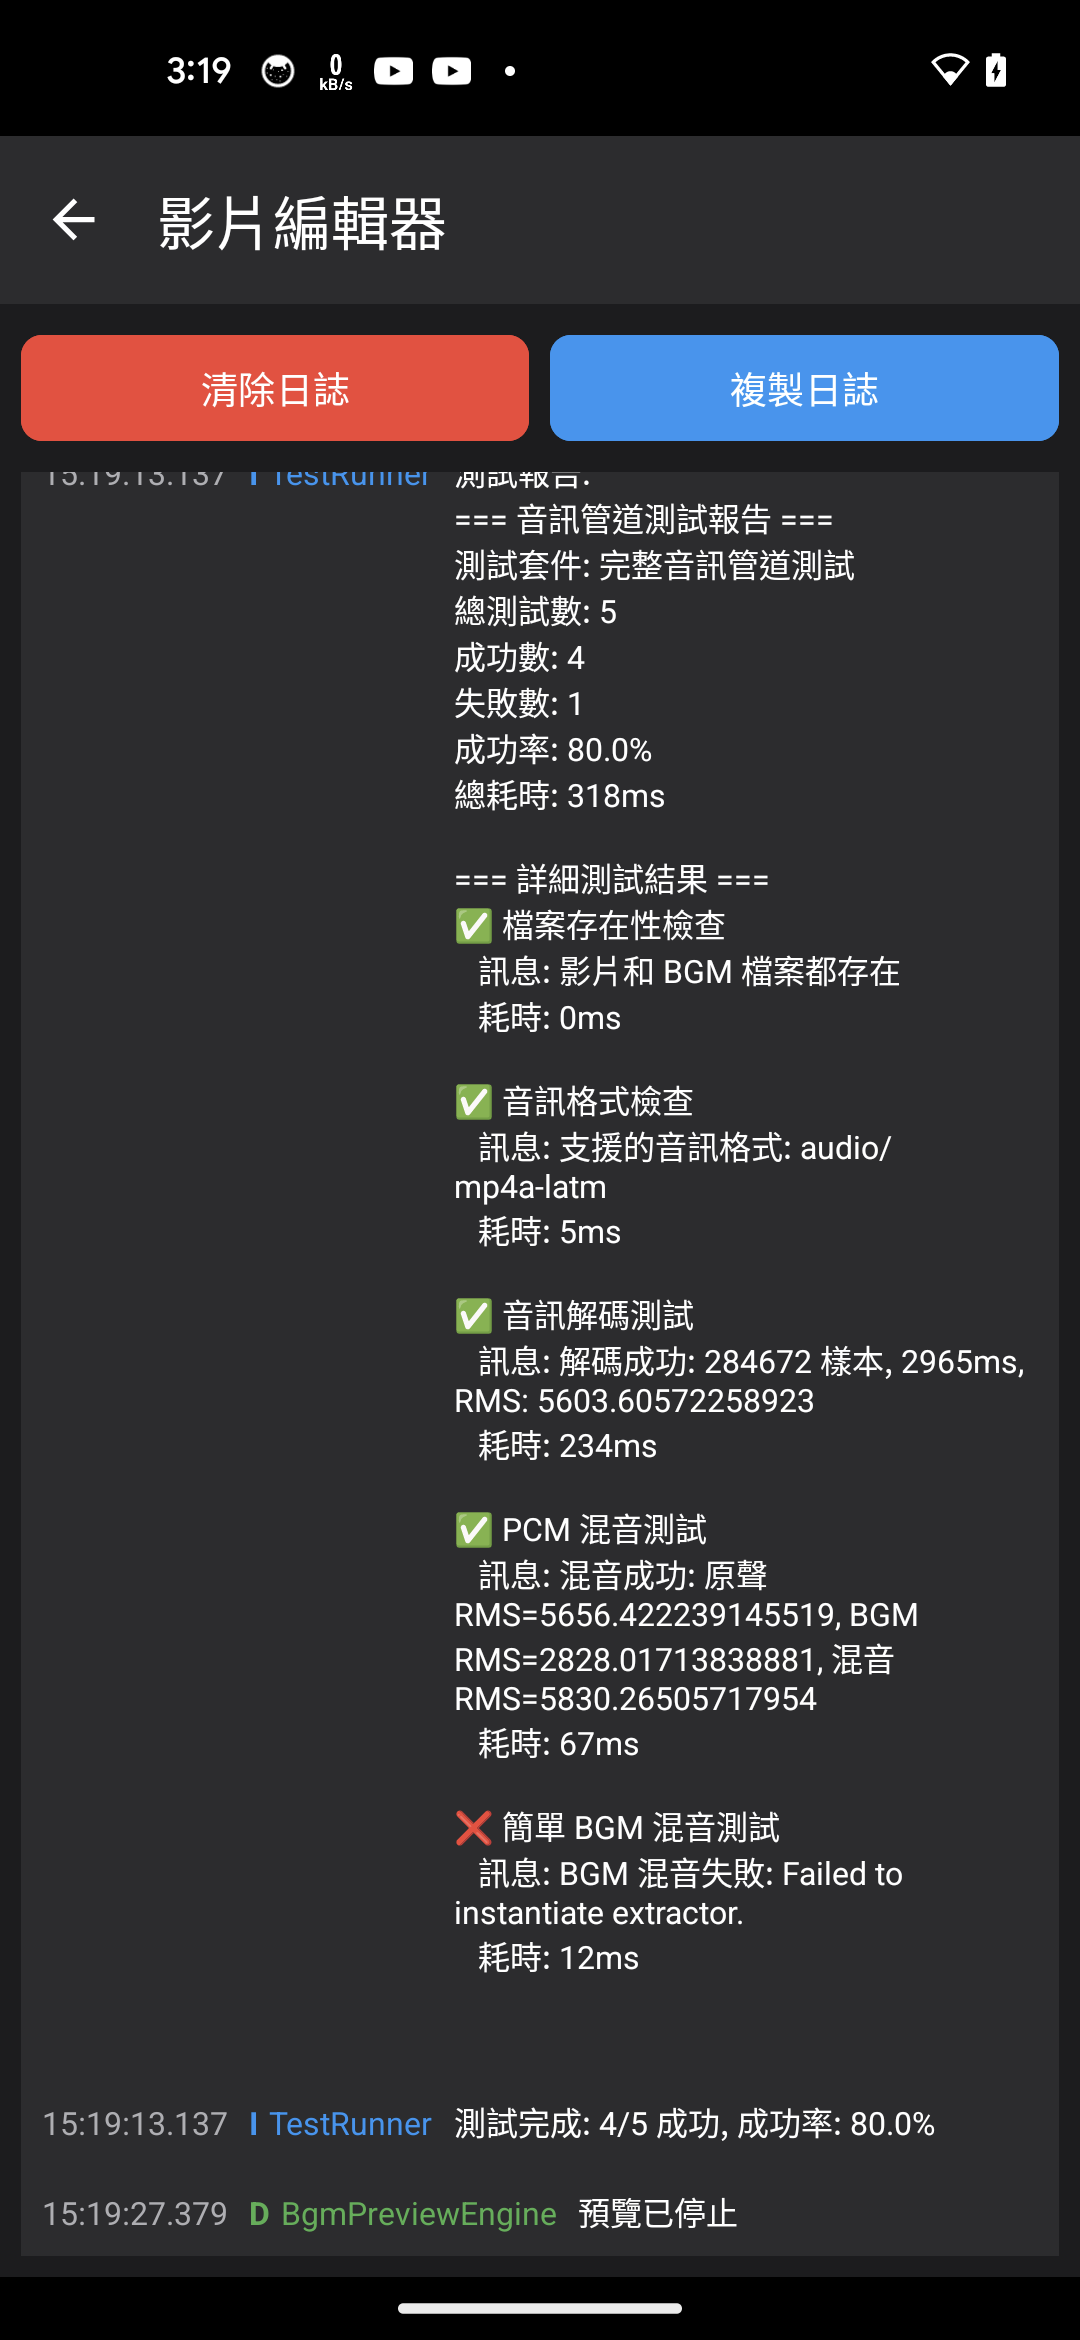 3:19
0
kB/s
影片編輯器
清除日誌
複製日誌
15:19:13.137 I TestRunner 測試報告:
=== 音訊管道測試報告 ===
測試套件: 完整音訊管道測試
總測試數: 5
成功數: 4
失敗數: 1
成功率: 80.0%
總耗時: 318ms
=== 詳細測試結果 ===
✅ 檔案存在性檢查
訊息: 影片和 BGM 檔案都存在
耗時: 0ms
✅ 音訊格式檢查
訊息: 支援的音訊格式: audio/
mp4a-latm
耗時: 5ms
✅ 音訊解碼測試
訊息: 解碼成功: 284672 樣本, 2965ms,
RMS: 5603.60572258923
耗時: 234ms
✅ PCM 混音測試
訊息: 混音成功: 原聲
RMS=5656.422239145519, BGM
RMS=2828.01713838881, 混音
RMS=5830.26505717954
耗時: 67ms
❌ 簡單 BGM 混音測試
訊息: BGM 混音失敗: Failed to
instantiate extractor.
耗時: 12ms
15:19:13.137 I TestRunner 測試完成: 4/5 成功, 成功率: 80.0%
15:19:27.379 D BgmPreviewEngine 預覽已停止